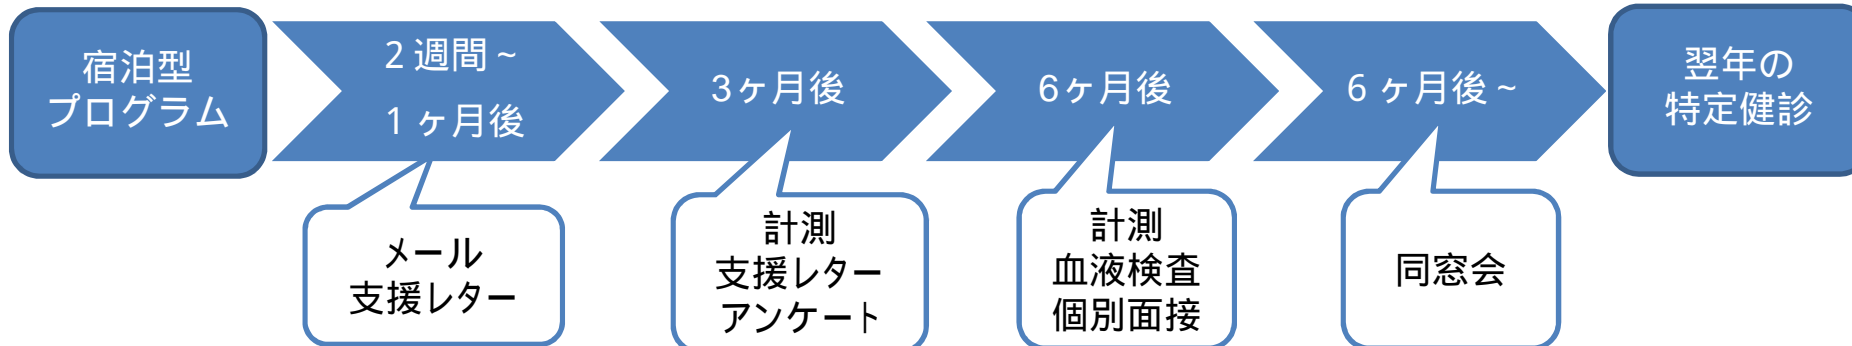 宿泊型
プログラム
2 週間~
1 ヶ月後
3ヶ月後
6ヶ月後
6 ヶ月後~
翌年の
特定健診
メール
支援レター
計測
支援レター
アンケート
計測
血液検査
個別面接
同窓会